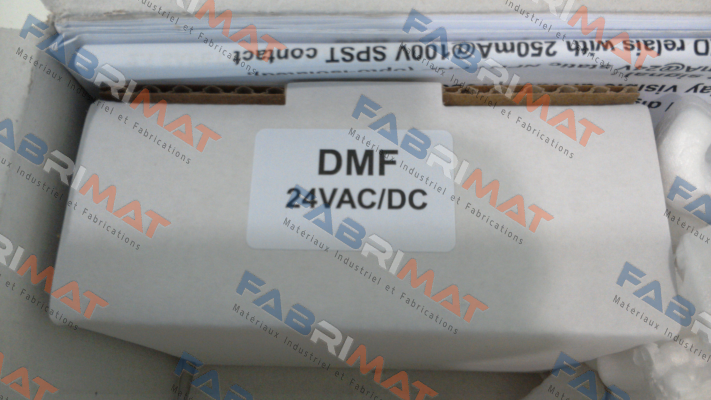 D relais with 250mA@100V SPST contact
DMF
24VAC/DC
FABRIMAT
Materiaux Industriel et Fabrications